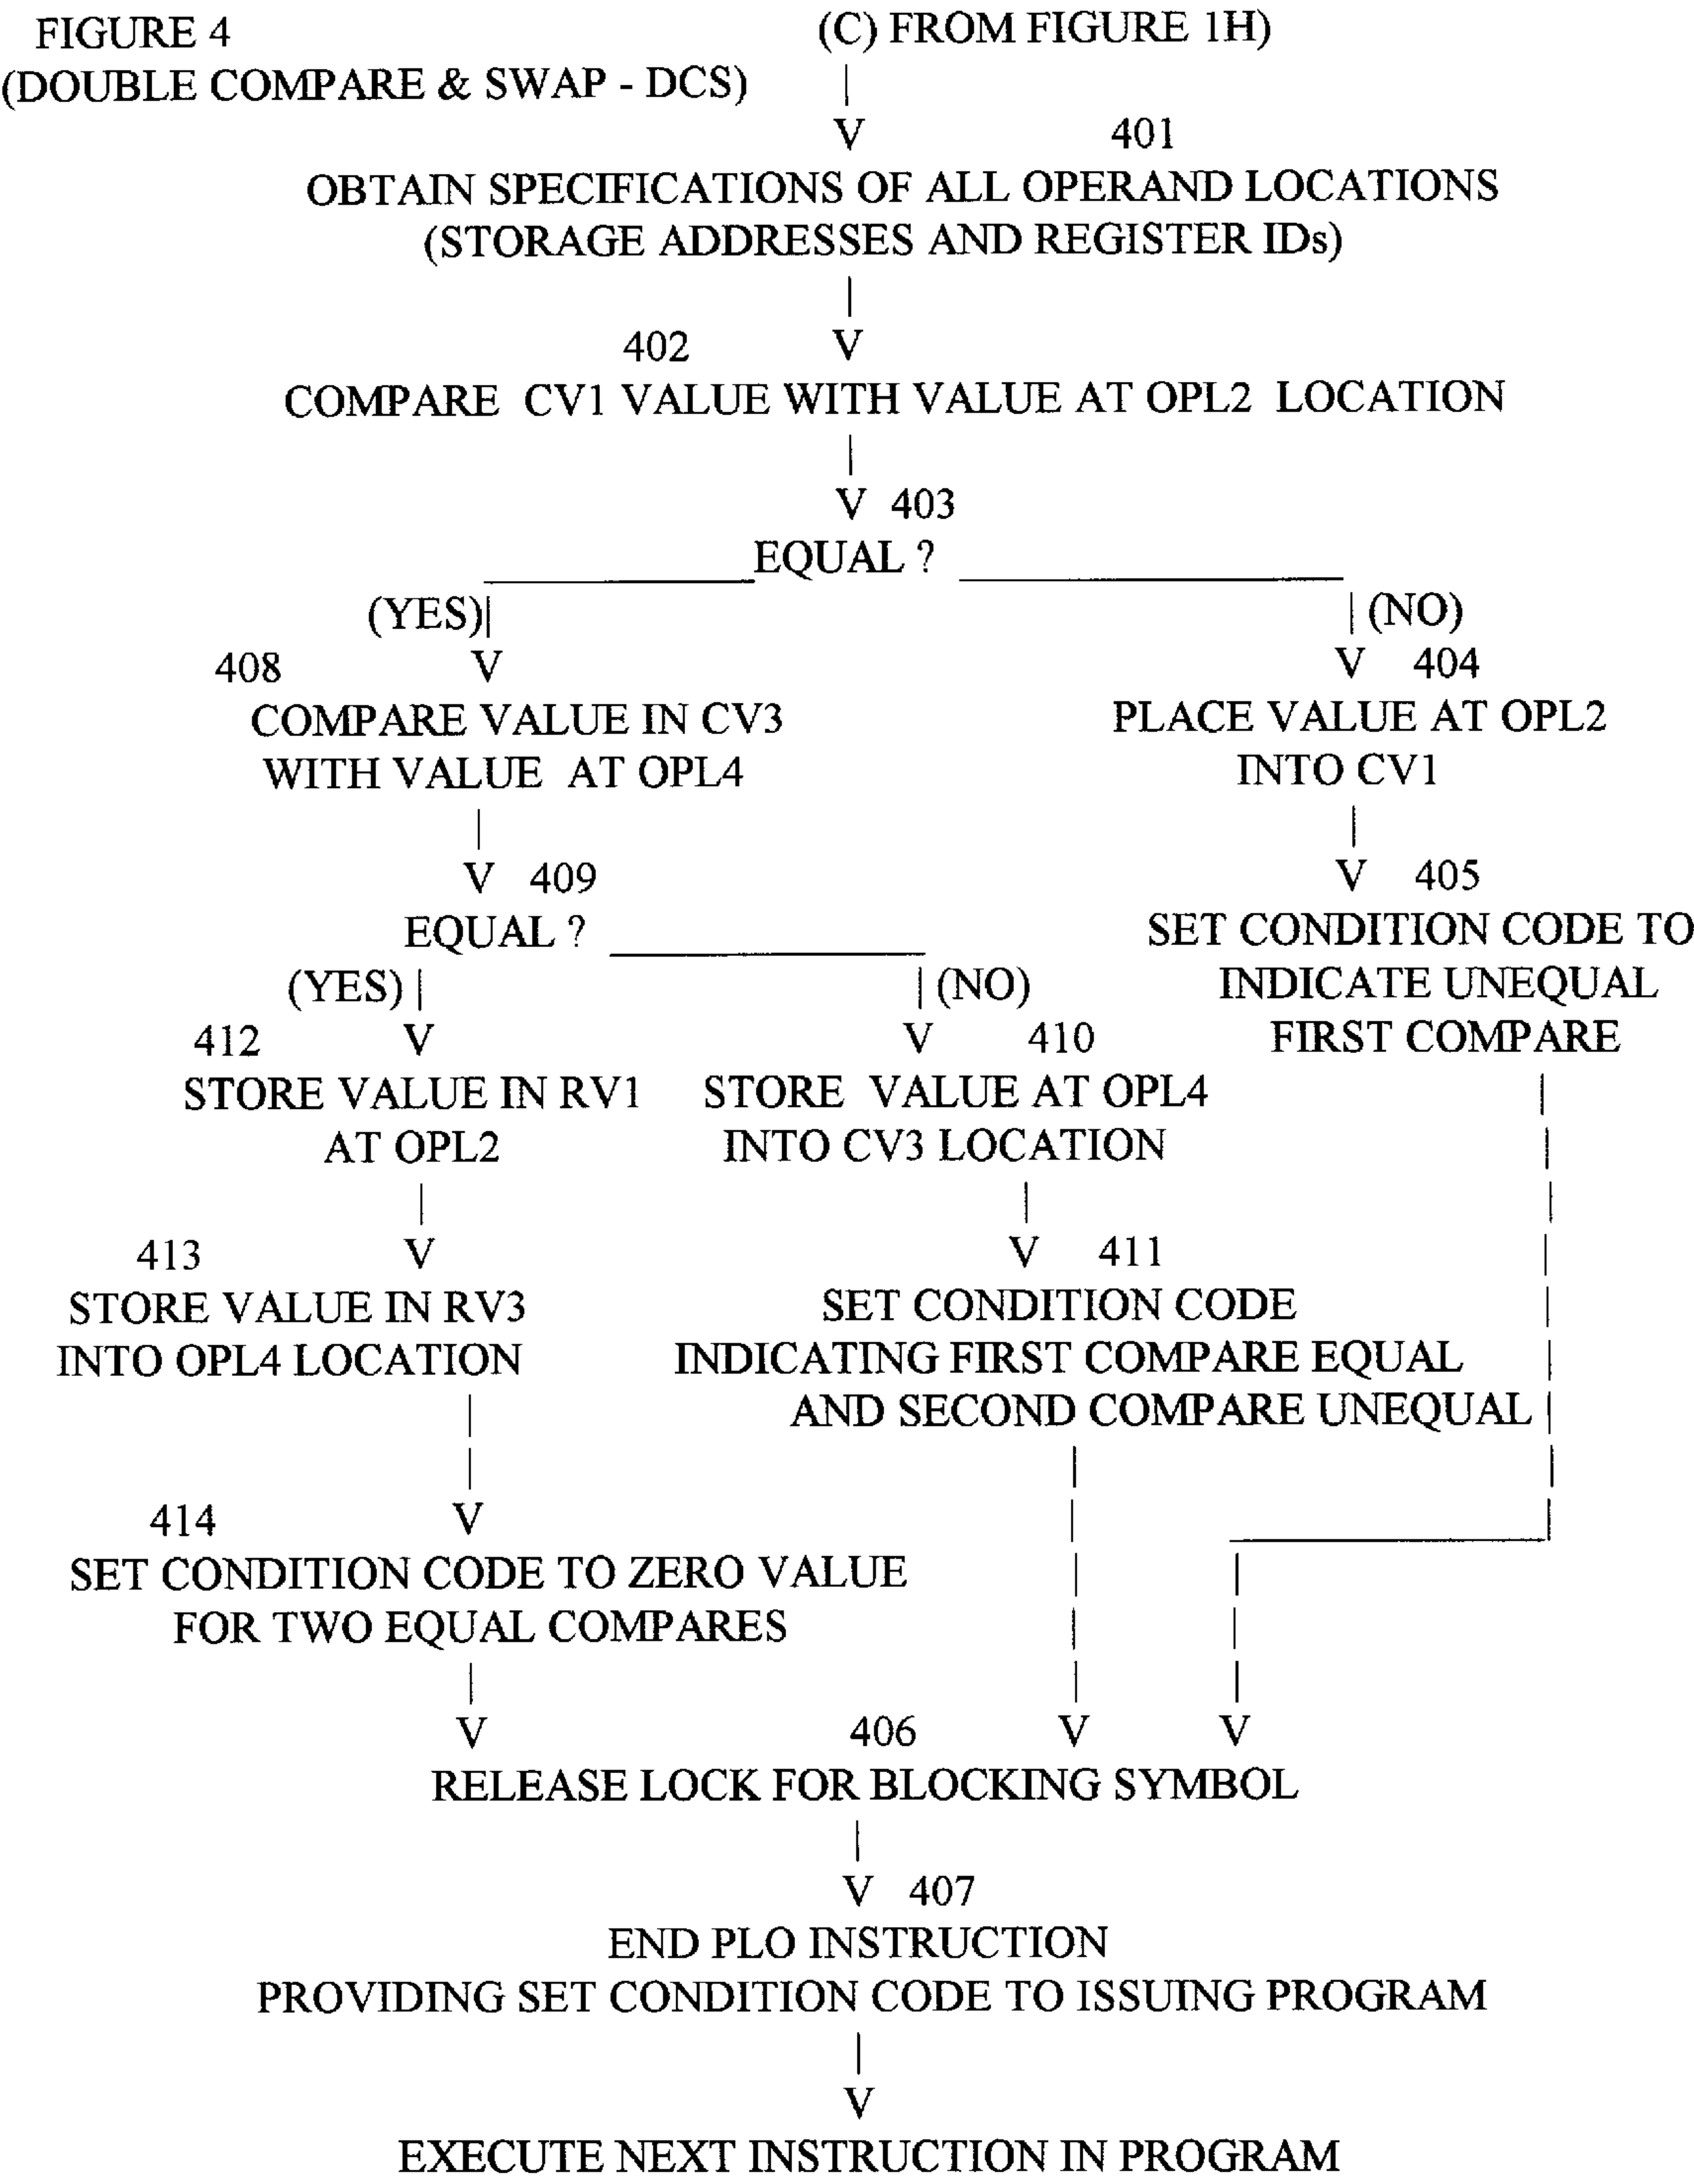 FIGURE 4
(DOUBLE COMPARE & SWAP - DCS)
(C) FROM FIGURE 1H)
V
401
OBTAIN SPECIFICATIONS OF ALL OPERAND LOCATIONS
(STORAGE ADDRESSES AND REGISTER IDs)
402 V
COMPARE CV1 VALUE WITH VALUE AT OPL2 LOCATION
V 403
EQUAL ?
(YES) (NO)
408 V V 404
COMPARE VALUE IN CV3
WITH VALUE AT OPL4
PLACE VALUE AT OPL2
INTO CV1
V 409
EQUAL ?
V 405
SET CONDITION CODE TO
INDICATE UNEQUAL
FIRST COMPARE
(YES) (NO)
412 V V 410
STORE VALUE IN RV1
AT OPL2
STORE VALUE AT OPL4
INTO CV3 LOCATION
413 V
STORE VALUE IN RV3
INTO OPL4 LOCATION
V 411
SET CONDITION CODE
INDICATING FIRST COMPARE EQUAL
AND SECOND COMPARE UNEQUAL
414 V
SET CONDITION CODE TO ZERO VALUE
FOR TWO EQUAL COMPARES
V 406 V V
RELEASE LOCK FOR BLOCKING SYMBOL
V 407
END PLO INSTRUCTION
PROVIDING SET CONDITION CODE TO ISSUING PROGRAM
V
EXECUTE NEXT INSTRUCTION IN PROGRAM